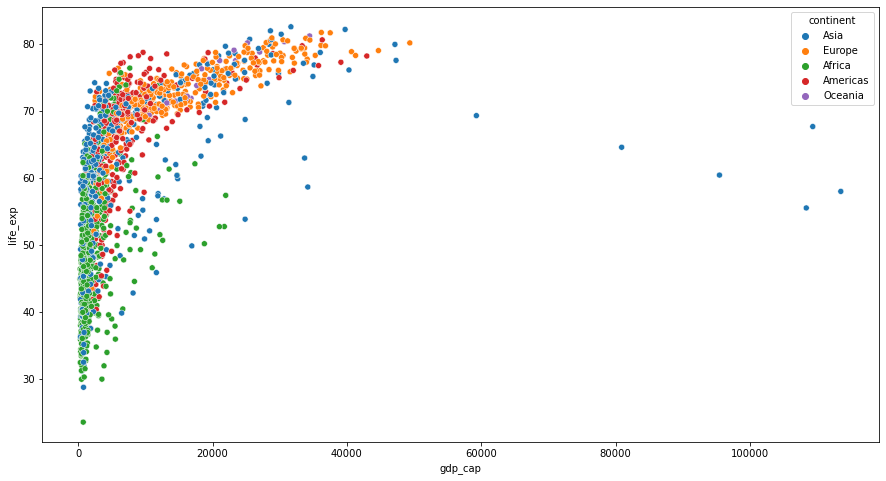 continent
Asia
Europe
Africa
Americas
Oceania
life_exp
80
70
60
50
40
30
0 20000 40000 60000 80000 100000
gdp_cap